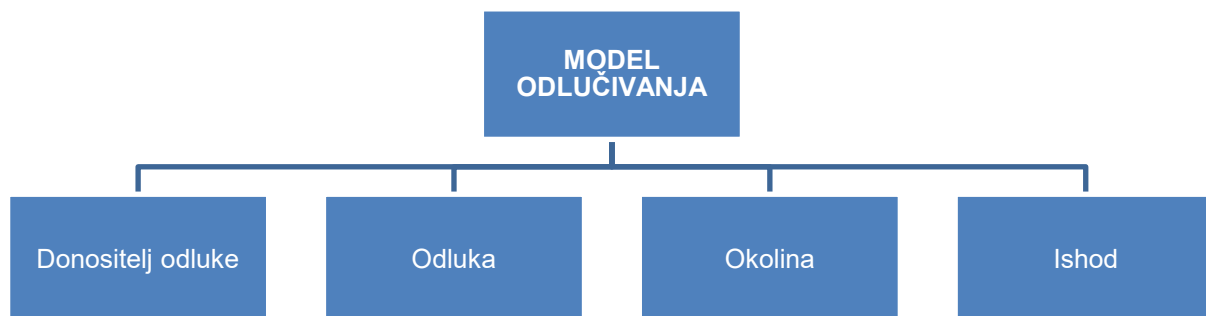 MODEL
ODLUČIVANJA
Donositelj odluke
Odluka
Okolina
Ishod